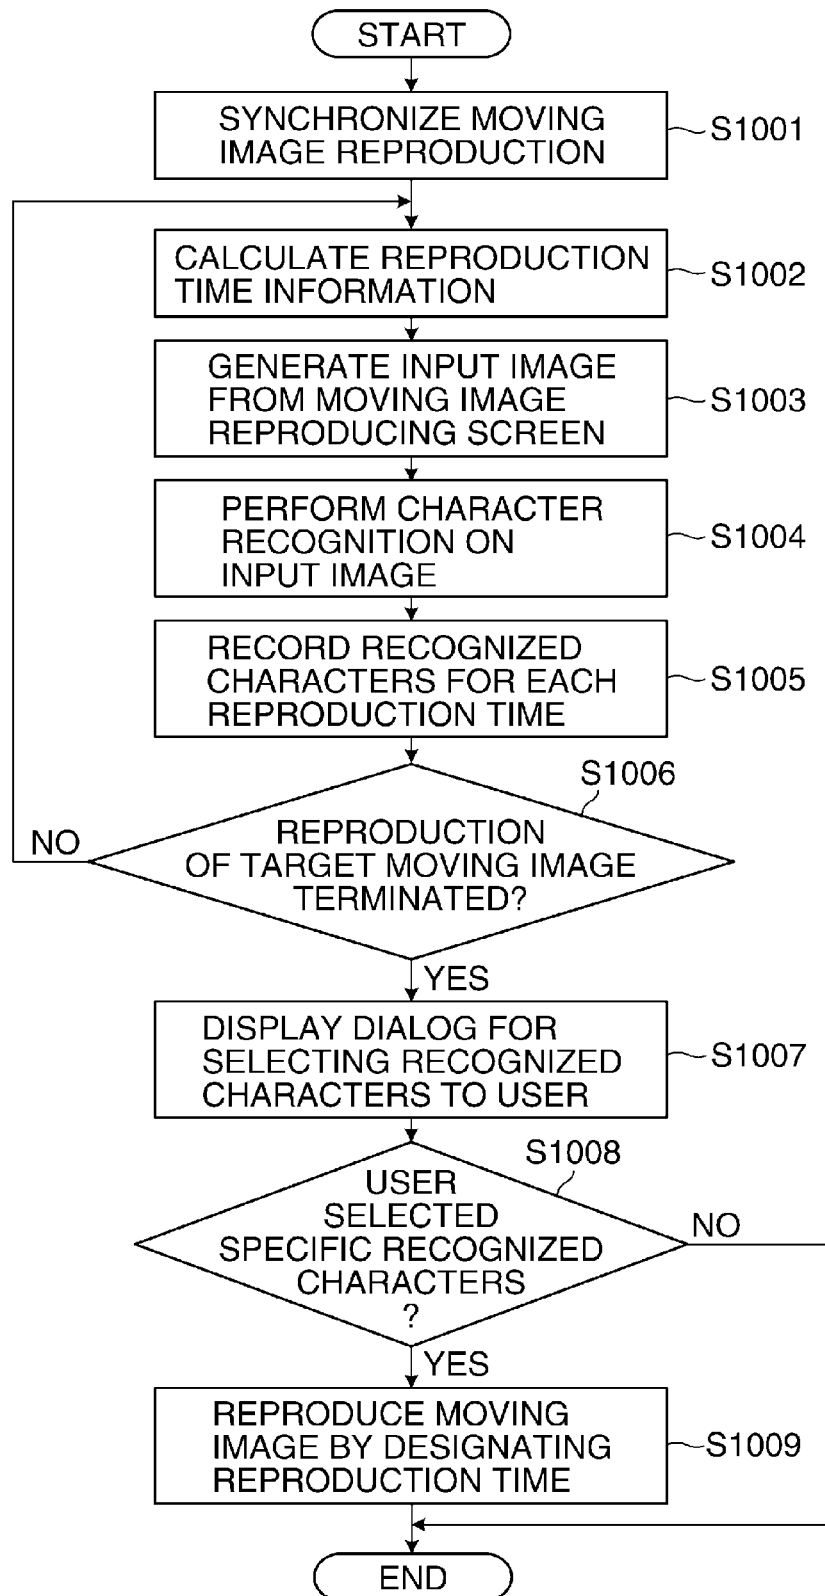 START
SYNCHRONIZE MOVING
IMAGE REPRODUCTION
S1001
CALCULATE REPRODUCTION
TIME INFORMATION
S1002
GENERATE INPUT IMAGE
FROM MOVING IMAGE
REPRODUCING SCREEN
S1003
PERFORM CHARACTER
RECOGNITION ON
INPUT IMAGE
S1004
RECORD RECOGNIZED
CHARACTERS FOR EACH
REPRODUCTION TIME
S1005
S1006
NO
REPRODUCTION
OF TARGET MOVING IMAGE
TERMINATED?
YES
DISPLAY DIALOG FOR
SELECTING RECOGNIZED
CHARACTERS TO USER
S1007
S1008
USER
SELECTED
SPECIFIC RECOGNIZED
CHARACTERS
?
NO
YES
REPRODUCE MOVING
IMAGE BY DESIGNATING
REPRODUCTION TIME
S1009
END